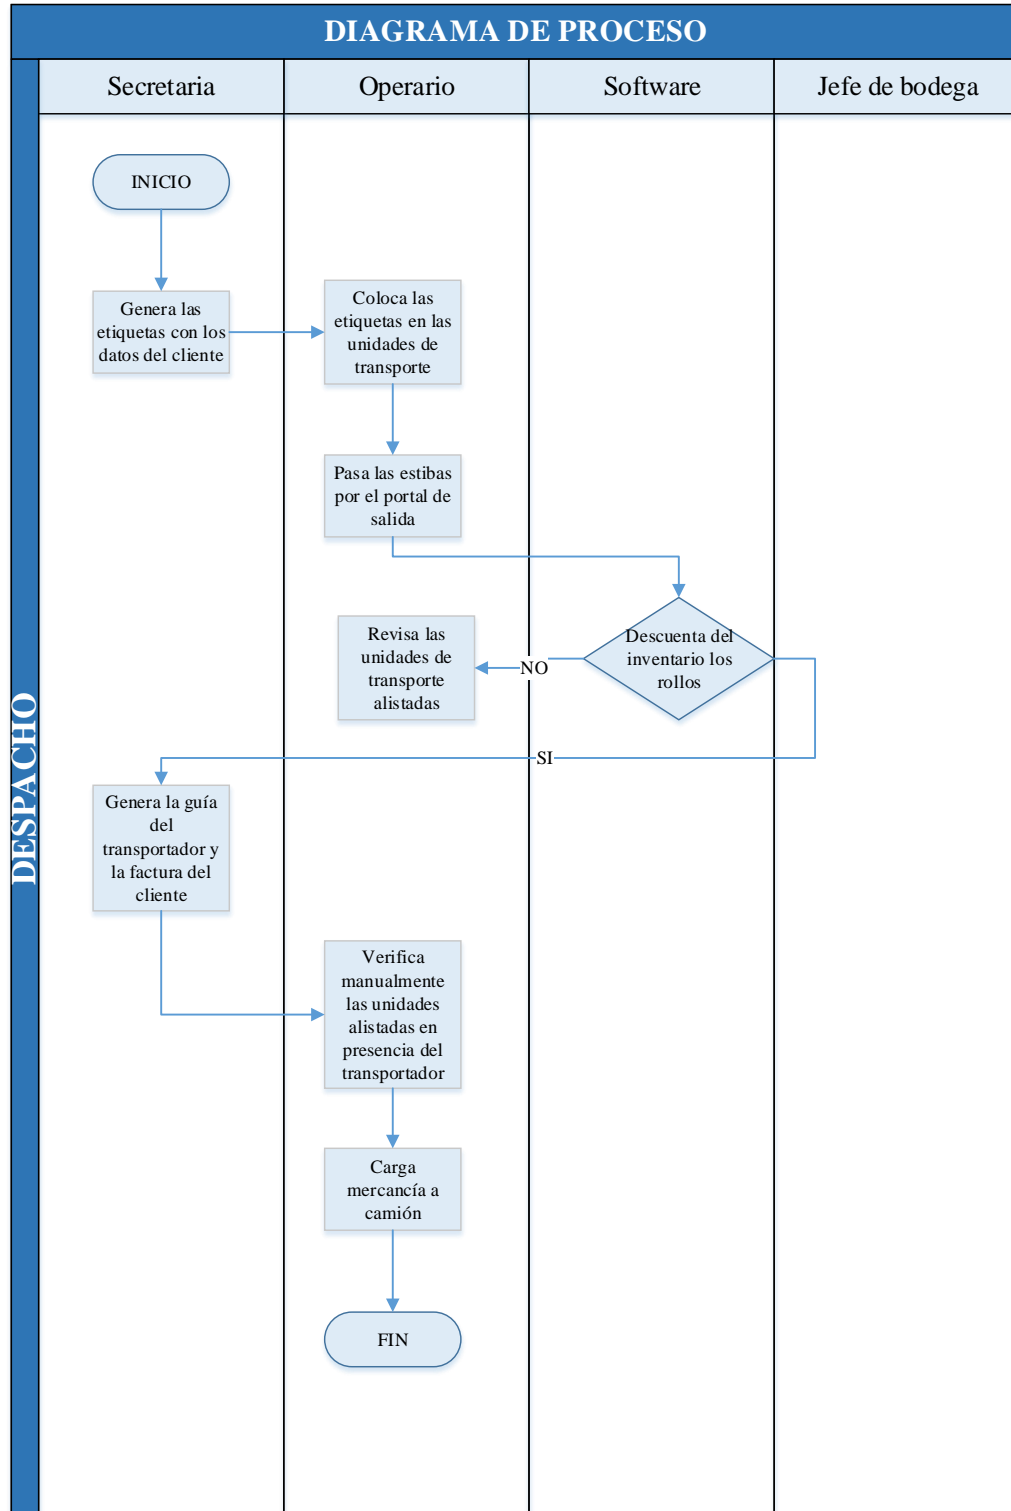 DIAGRAMA DE PROCESO
Secretaria
Operario
Software
Jefe de bodega
DESPACHO
INICIO
Genera las
etiquetas con los
datos del cliente
Coloca las
etiquetas en las
unidades de
transporte
Pasa las estibas
por el portal de
salida
Descuenta del
inventario los
rollos
NO
Revisa las
unidades de
transporte
alistadas
SI
Genera la guía
del
transportador y
la factura del
cliente
Verifica
manualmente
las unidades
alistadas en
presencia del
transportador
Carga
mercancía a
camión
FIN